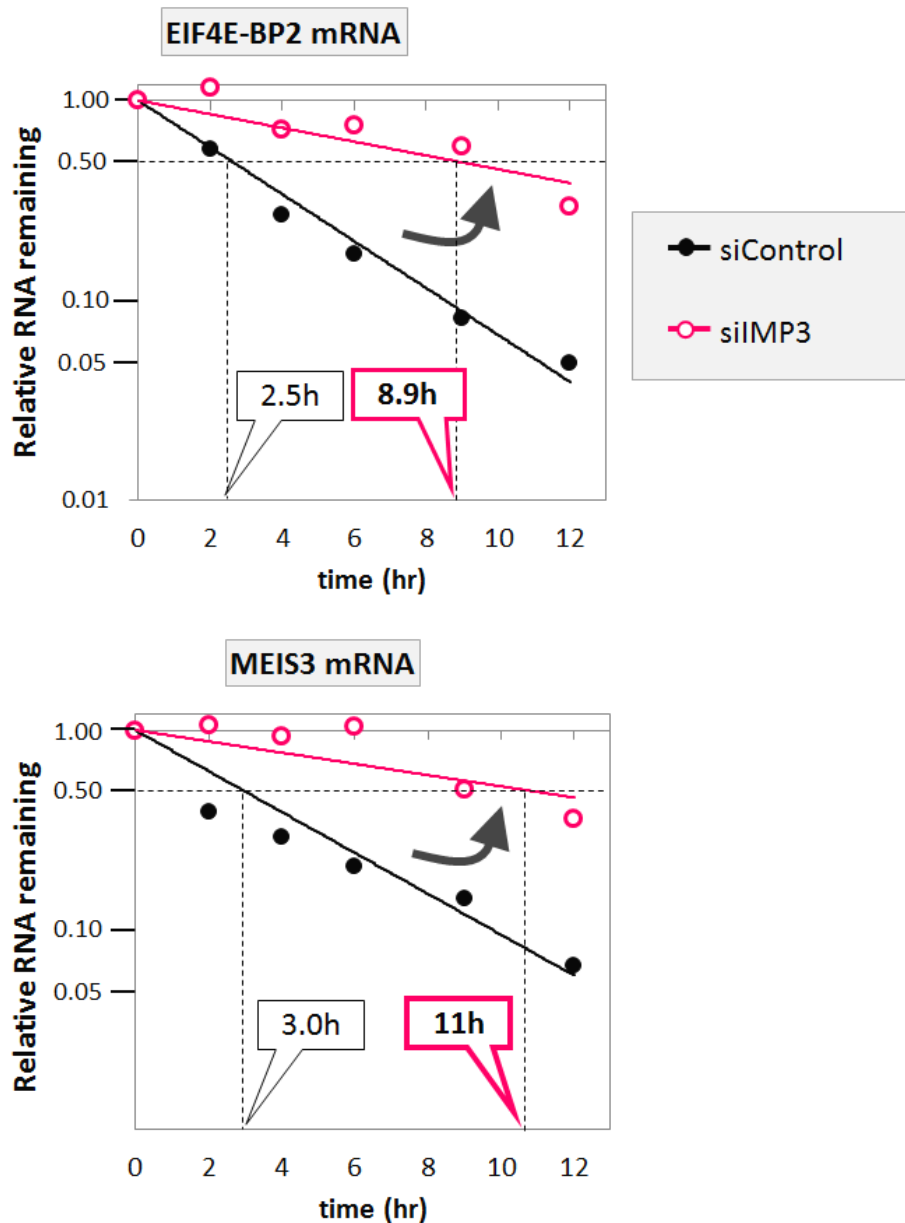 EIF4E-BP2 mRNA
Relative RNA remaining
1.00
0.50
0.10
0.05
0.01
2.5h
8.9h
0 2 4 6 8 10 12
time (hr)
siControl
siIMP3
MEIS3 mRNA
Relative RNA remaining
1.00
0.50
0.10
0.05
3.0h
11h
0 2 4 6 8 10 12
time (hr)